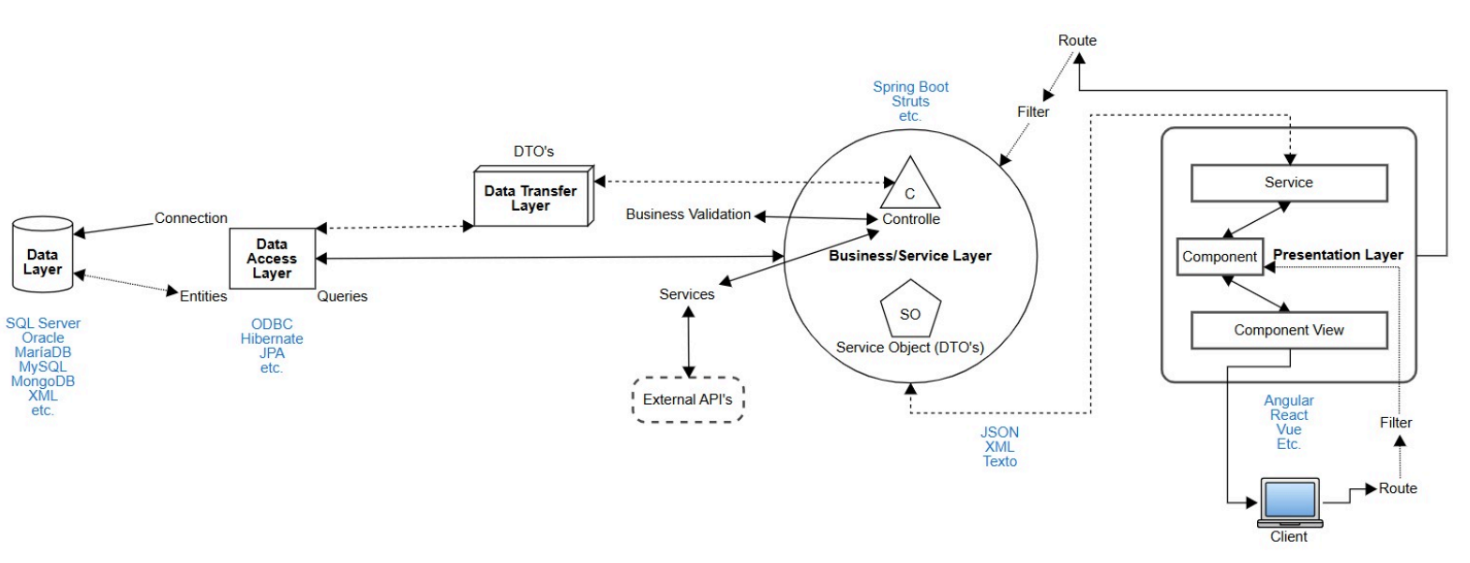 Route
Spring Boot
Struts
etc.
Filter
DTO's
Data Transfer
Layer
C
Controlle
Business Validation
Service
Connection
Data
Layer
Data
Access
Layer
Business/Service Layer
Component
Presentation Layer
Entities
Queries
Services
SO
Service Object (DTO's)
Component View
SQL Server
Oracle
MaríaDB
MySQL
MongoDB
XML
etc.
ODBC
Hibernate
JPA
etc.
External API's
JSON
XML
Texto
Angular
React
Vue
Etc.
Filter
Route
Client